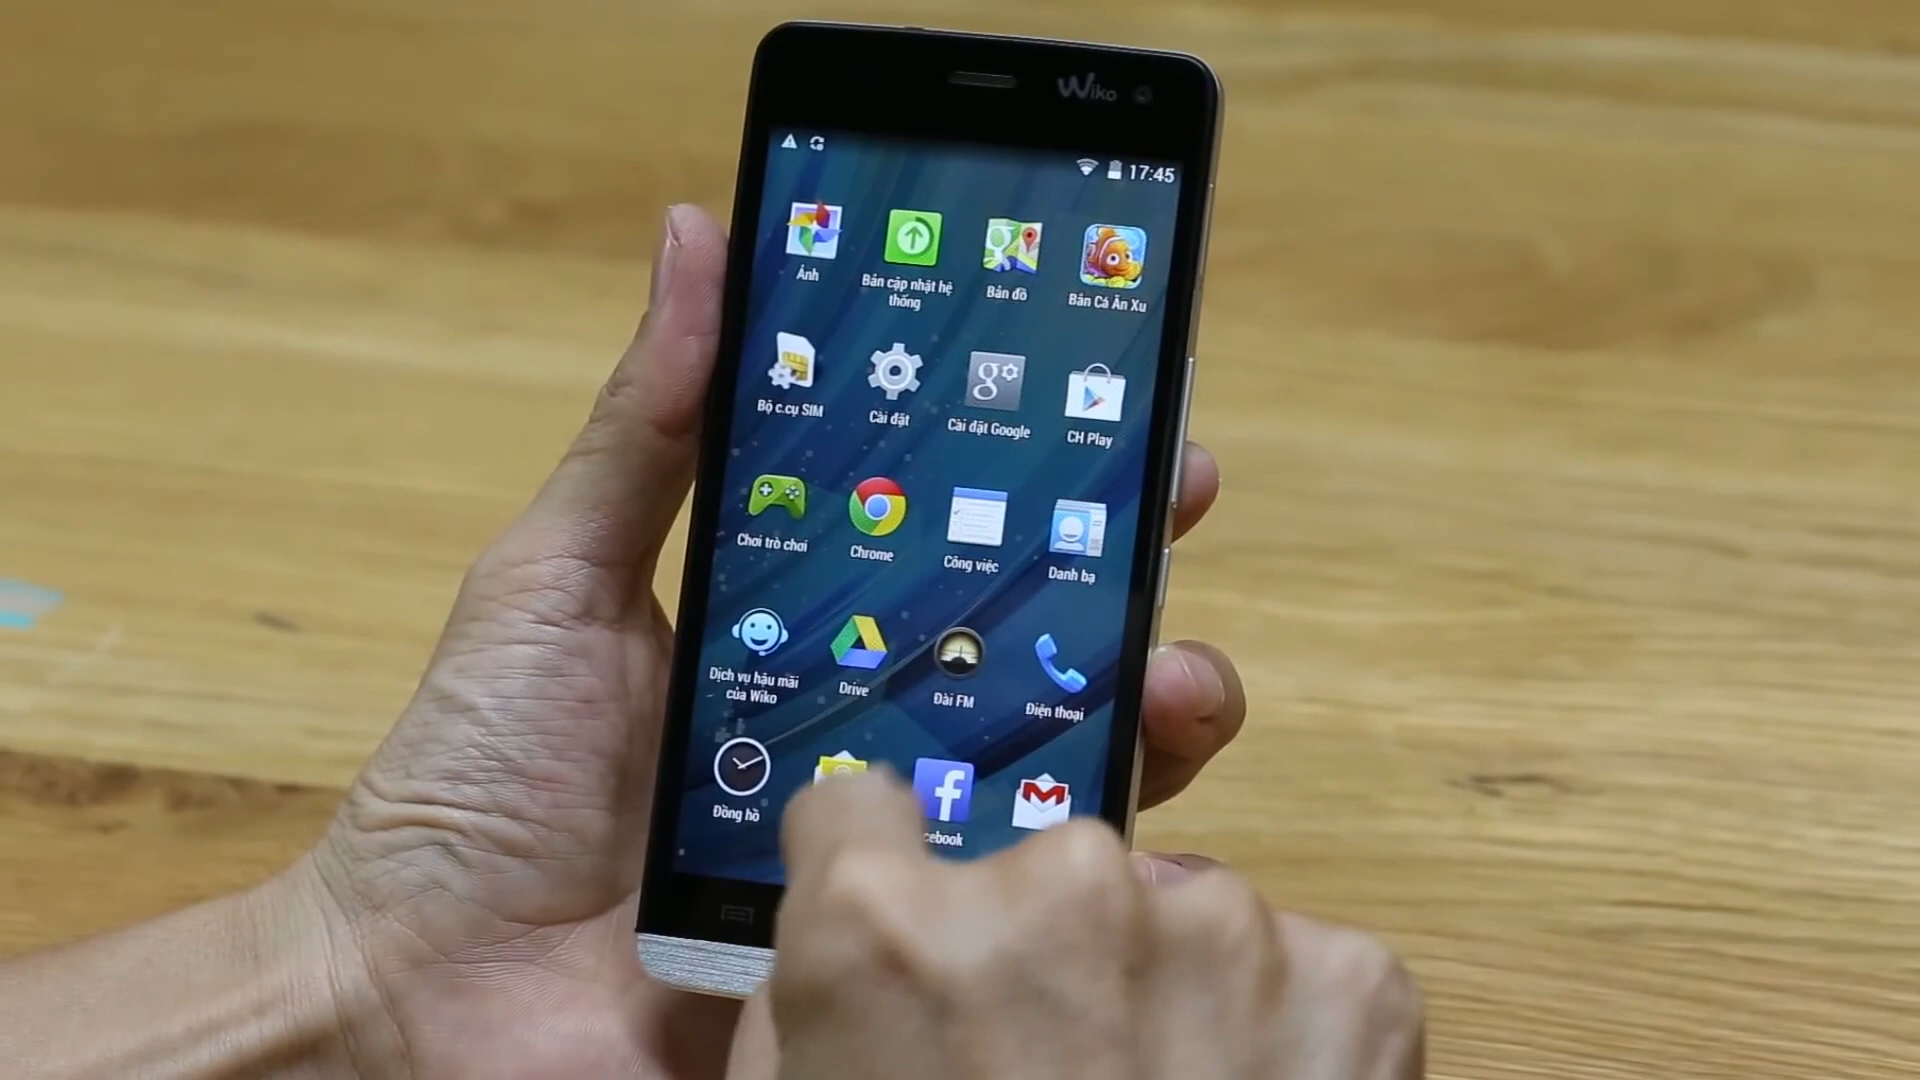 Wiko
17:45
Ảnh
Bản cập nhật hệ
thống
Bản đồ
Bắn Cá Ăn Xu
Bộ c.cụ SIM
Cài đặt
Cài đặt Google
CH Play
Chơi trò chơi
Chrome
Công việc
Danh bạ
Dịch vụ hậu mãi
của Wiko
Drive
Đài FM
Điện thoại
Đồng hồ
cebook